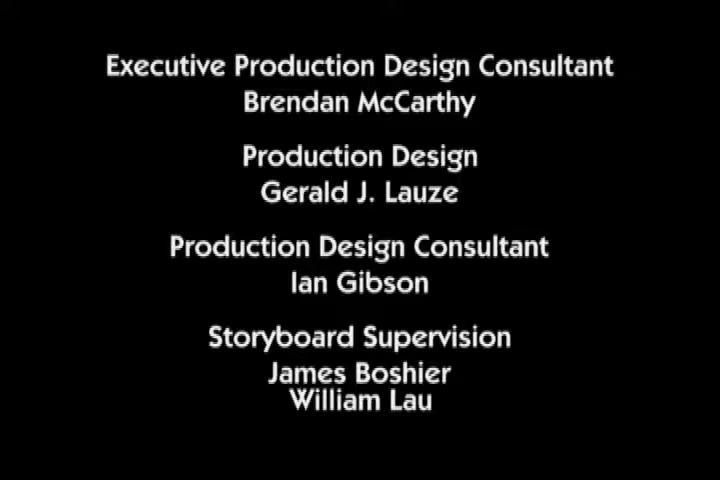 Executive Production Design Consultant
Brendan McCarthy
Production Design
Gerald J. Lauze
Production Design Consultant
Ian Gibson
Storyboard Supervision
James Boshier
William Lau